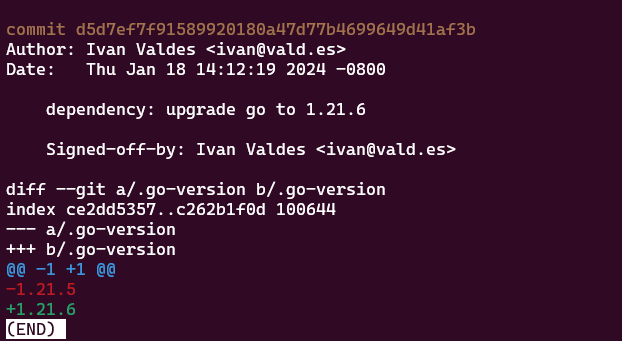 commit d5d7ef7f91589920180a47d77b4699649d41af3b
Author: Ivan Valdes <ivan@vald.es>
Date:   Thu Jan 18 14:12:19 2024 -0800

    dependency: upgrade go to 1.21.6

    Signed-off-by: Ivan Valdes <ivan@vald.es>

diff --git a/.go-version b/.go-version
index ce2dd5357..c262b1f0d 100644
--- a/.go-version
+++ b/.go-version
@@ -1 +1 @@
-1.21.5
+1.21.6
(END)